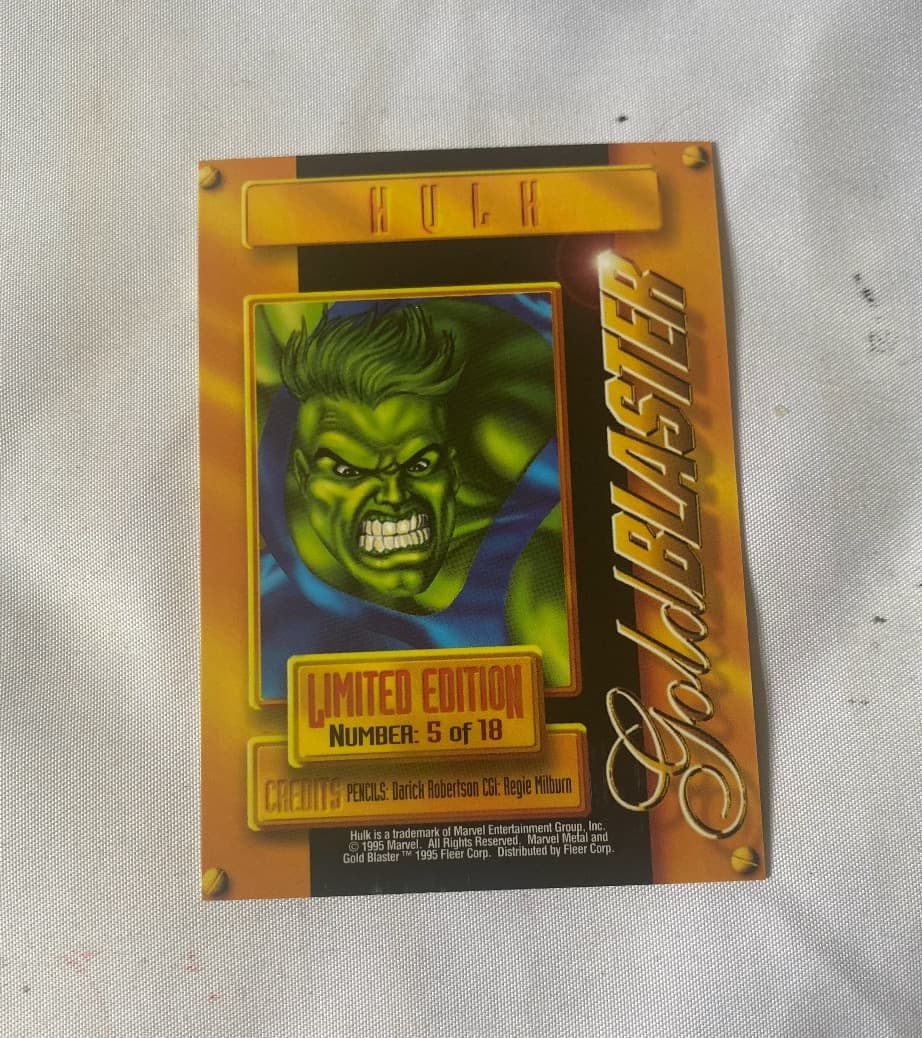 HULK
GoldBLASTER
LIMITED EDITION
NUMBER: 5 of 18
CREDITS PENCILS: Darick Robertson CGI: Regie Milburn
Hulk is a trademark of Marvel Entertainment Group, Inc.
© 1995 Marvel. All Rights Reserved. Marvel Metal and
Gold Blaster ™ 1995 Fleer Corp. Distributed by Fleer Corp.